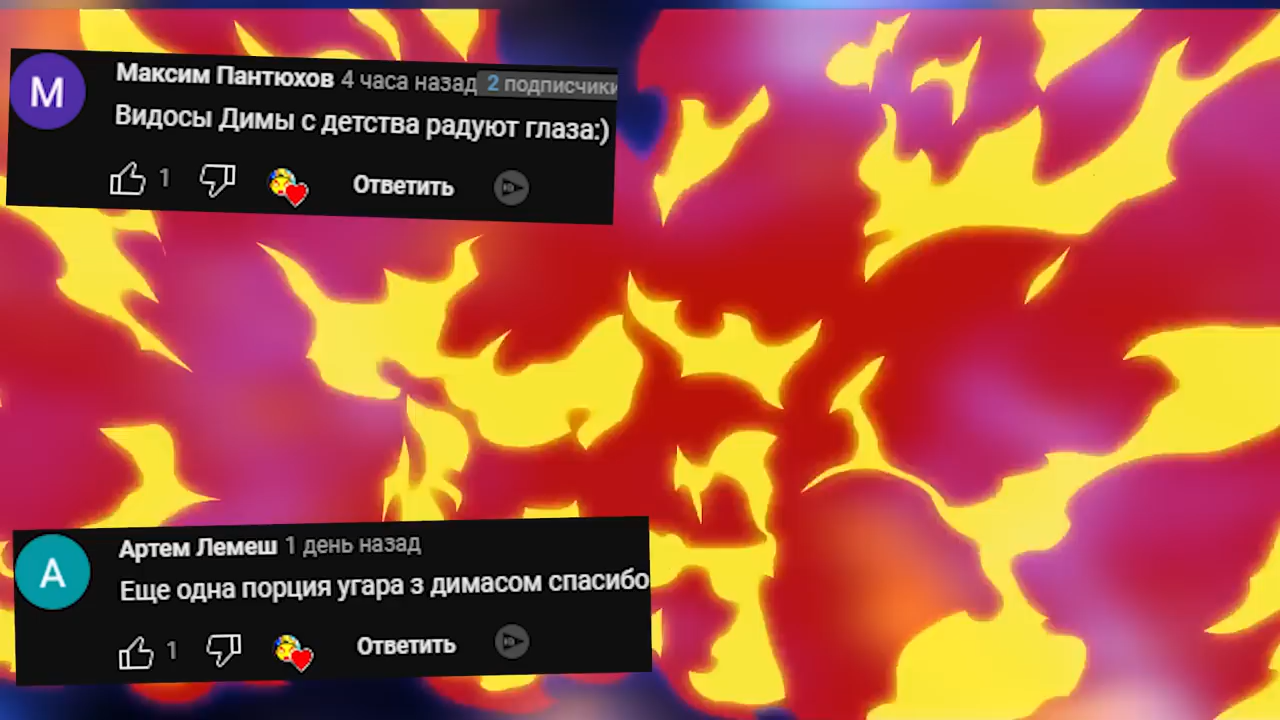 М
Максим Пантюхов 4 часа назад 2 подписчики
Видосы Димы с детства радуют глаза:)
1 Ответить
А
Артем Лемеш 1 день назад
Еще одна порция угара з димасом спасибо
1 Ответить